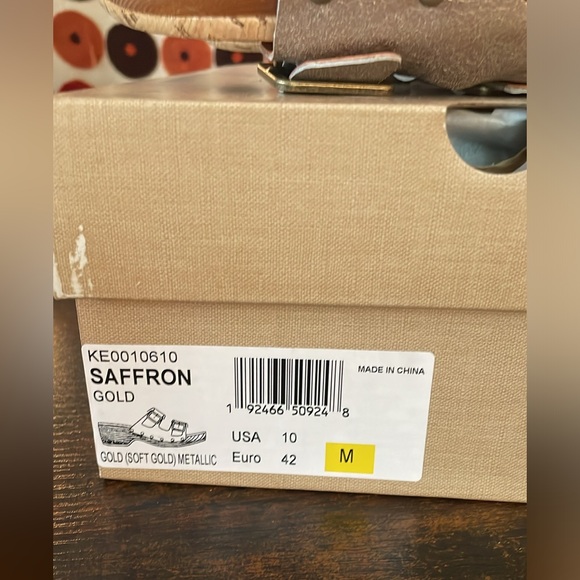 KE0010610
SAFFRON
GOLD
MADE IN CHINA
1 92466 50924 8
USA 10
Euro 42
M
GOLD (SOFT GOLD) METALLIC